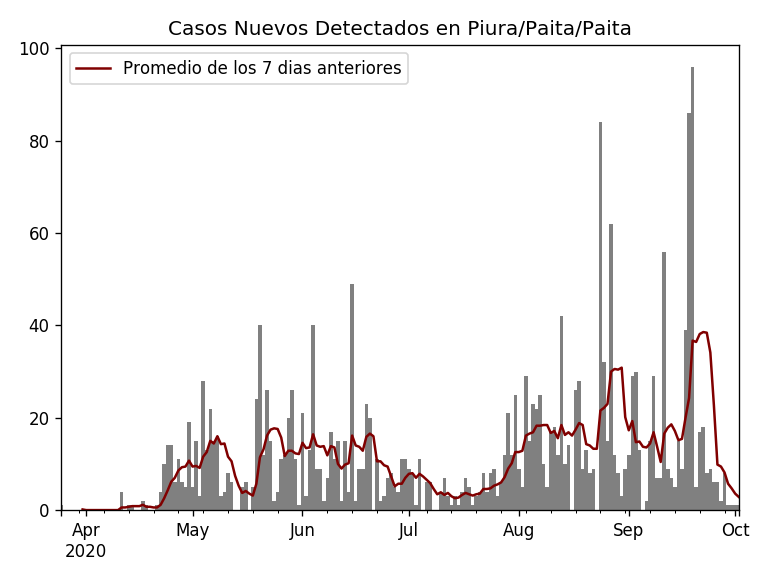 Casos Nuevos Detectados en Piura/Paita/Paita
Promedio de los 7 dias anteriores
100
80
60
40
20
0
Apr May Jun Jul Aug Sep Oct
2020